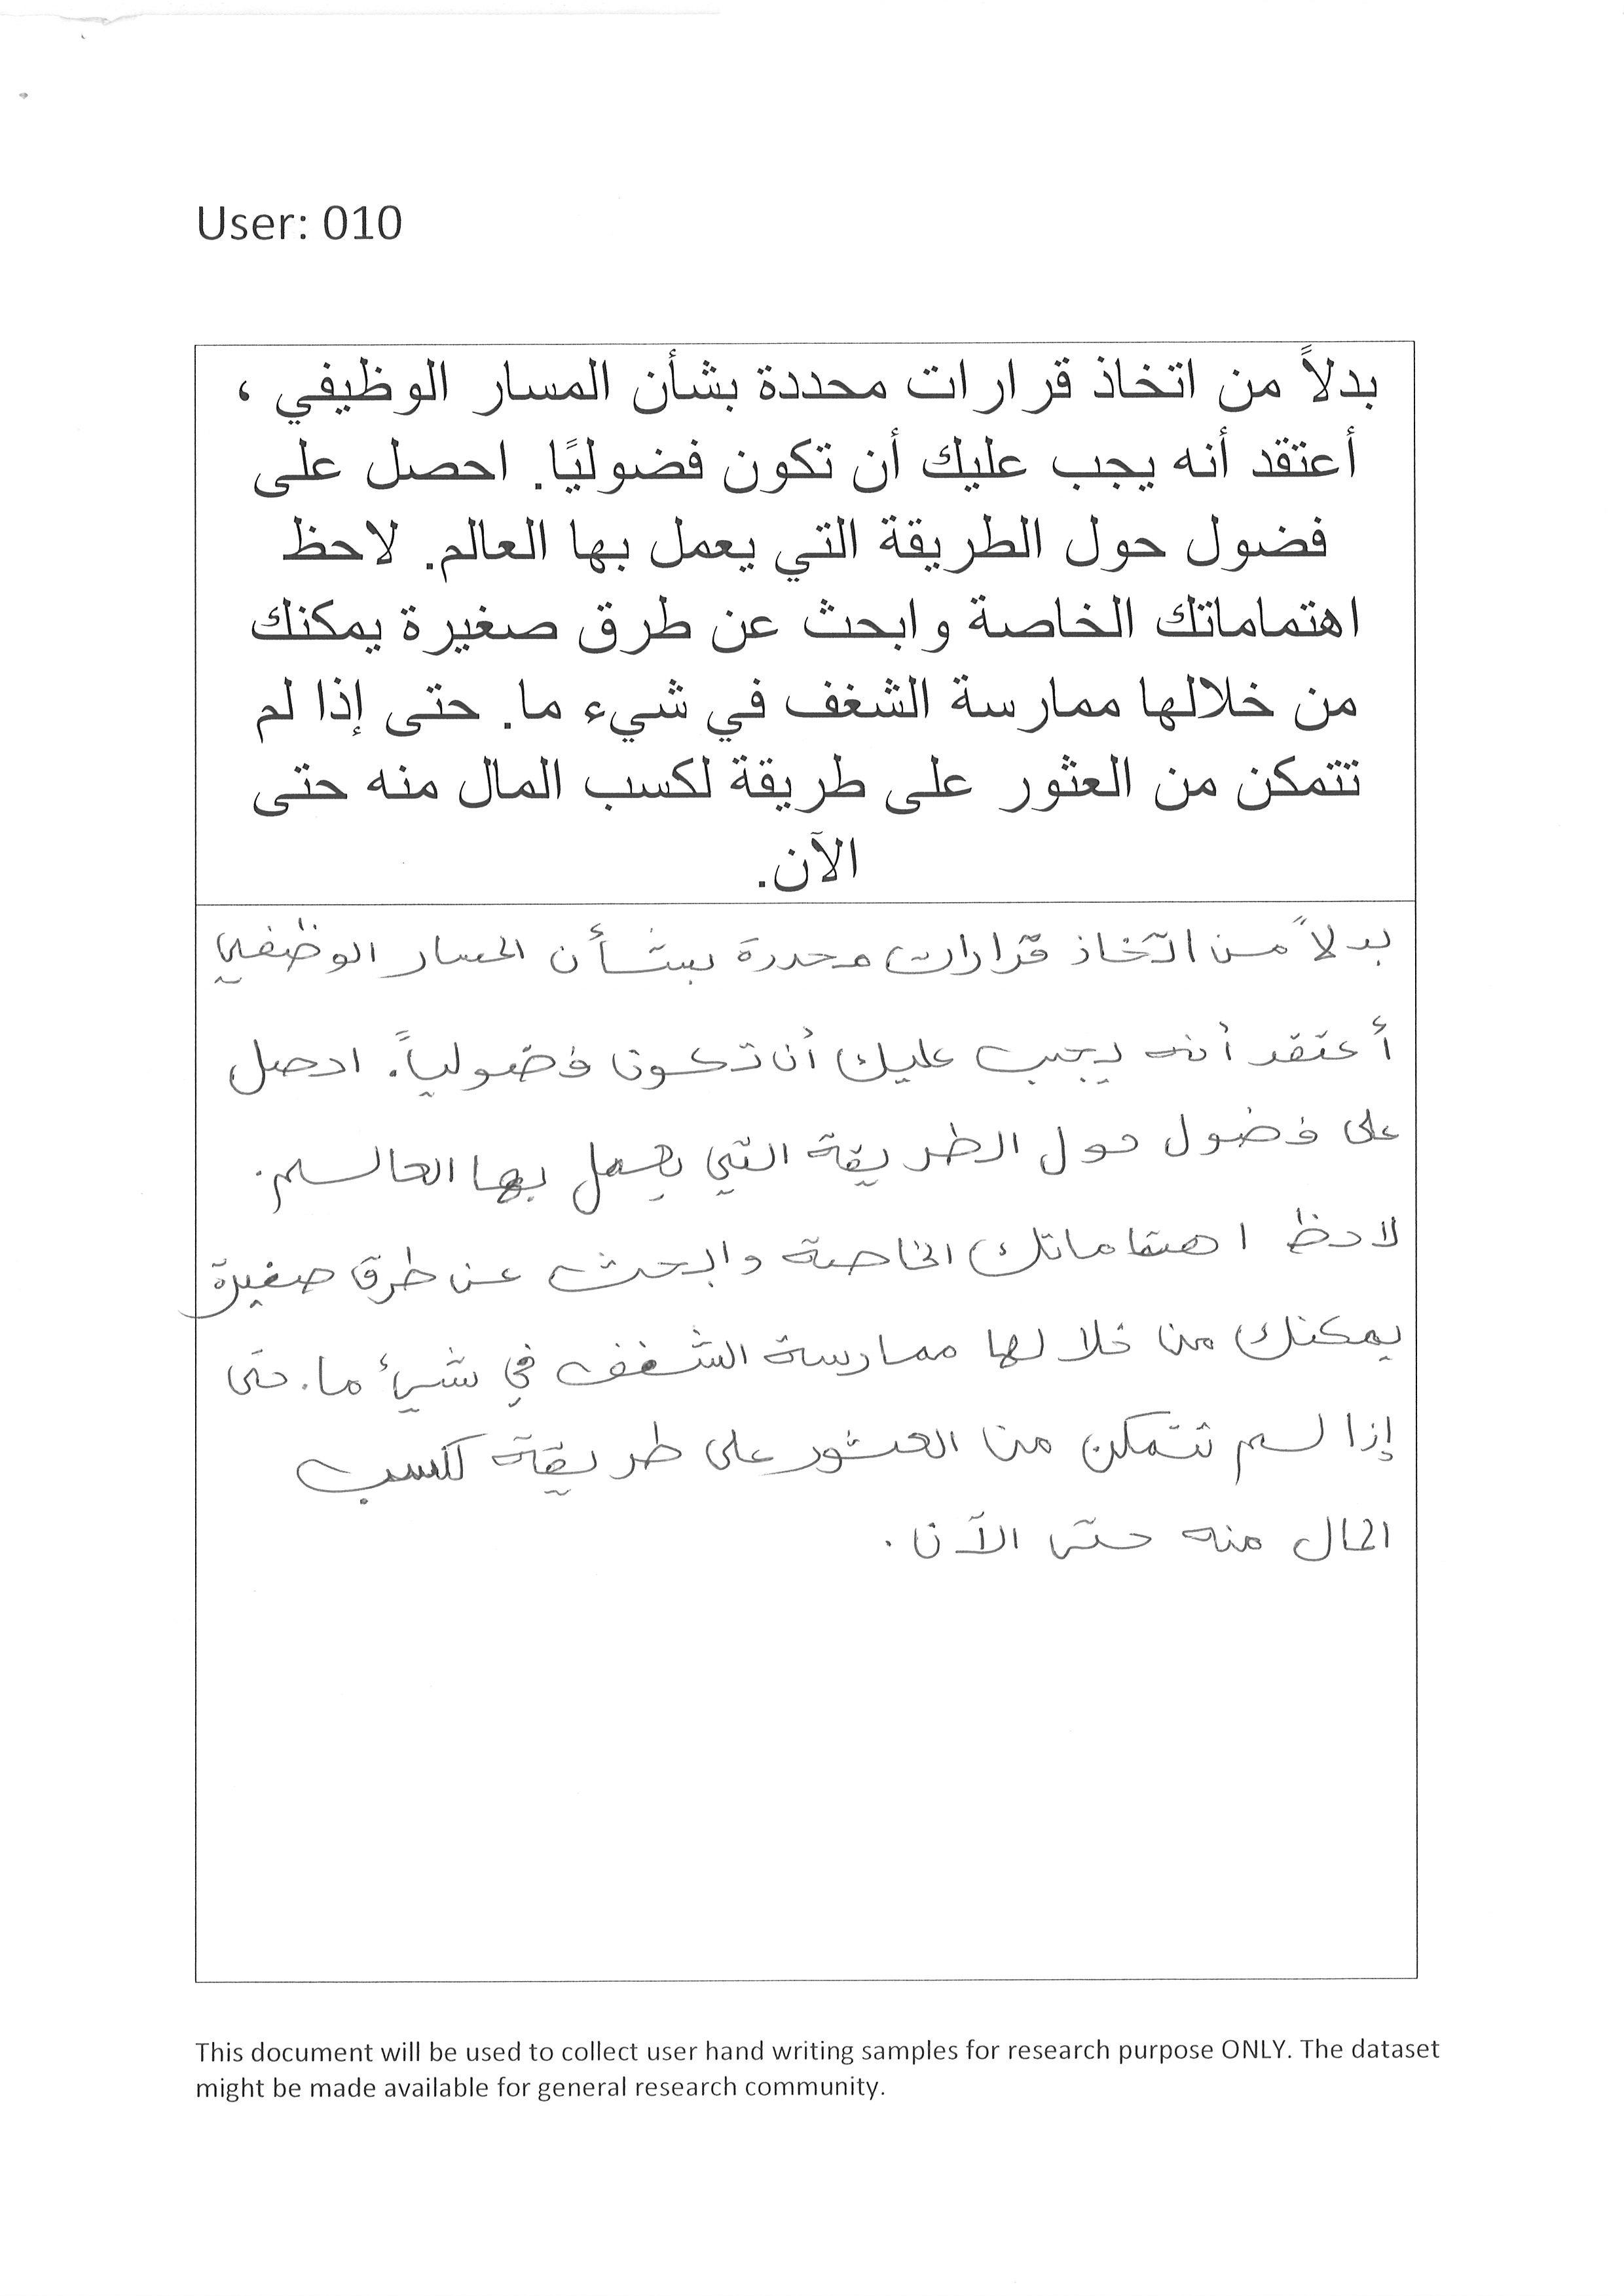 User: 010
بدلاً من اتخاذ قرارات محددة بشأن المسار الوظيفي ،
أعتقد أنه يجب عليك أن تكون فضوليًا. احصل على
فضول حول الطريقة التي يعمل بها العالم. لاحظ
اهتماماتك الخاصة وابحث عن طرق صغيرة يمكنك
من خلالها ممارسة الشغف في شيء ما. حتى إذا لم
تتمكن من العثور على طريقة لكسب المال منه حتى
الآن.
بدلاً من اتخاذ قرارات محددة بشأن المسار الوظيفي
أعتقد أنه يجب عليك أن تكون فضولياً. احصل
على فضول حول الطريقة التي يعمل بها العالم.
لاحظ اهتماماتك الخاصة وابحث عن طرق صغيرة
يمكنك من خلالها ممارسة الشغف في شيئ ما. حتى
إذا لم تتمكن من العثور على طريقة لكسب
المال منه حتى الآن.
This document will be used to collect user hand writing samples for research purpose ONLY. The dataset
might be made available for general research community.